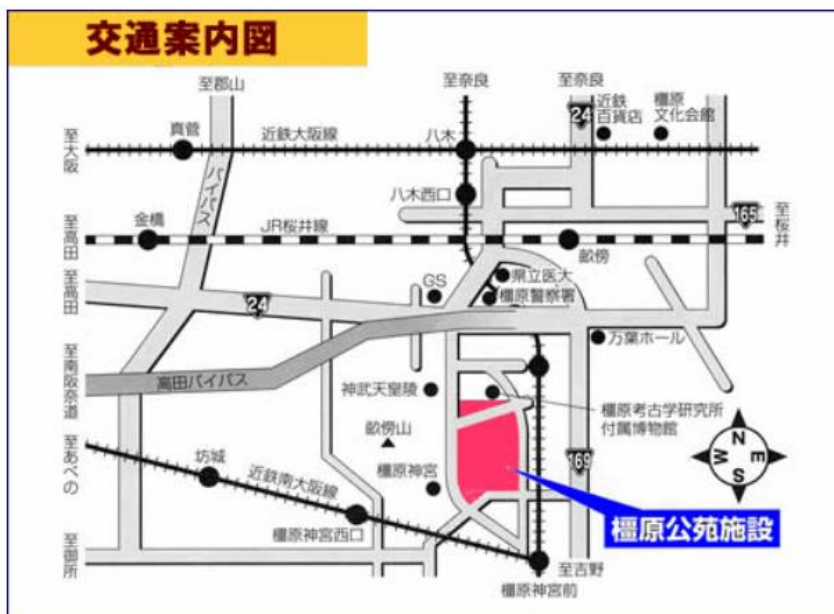 交通案内図
至郡山
至奈良
至奈良
24
近鉄
百貨店
橿原
文化会館
至大阪
真菅
近鉄大阪線
八木
バイパス
八木西口
165
至桜井
至高田
金橋
JR桜井線
畝傍
至高田
24
GS
県立医大
橿原警察署
万葉ホール
至南阪奈道
高田バイパス
神武天皇陵
橿原考古学研究所
付属博物館
畝傍山
至あべの
坊城
近鉄南大阪線
橿原神宮
169
N
W
E
S
橿原公苑施設
至御所
橿原神宮西口
橿原神宮前
至吉野